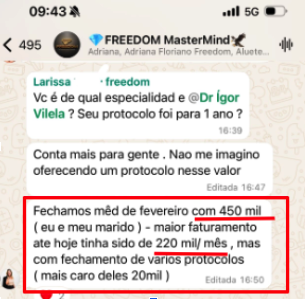 09:43
5G
495
💎 FREEDOM MasterMind
Adriana, Adriana Floriano Freedom, Aluete...
Larissa · freedom
Vc é de qual especialidad e @Dr Ígor
Vilela ? Seu protocolo foi para 1 ano ?
16:39
Conta mais para gente . Nao me imagino
oferecendo um protocolo nesse valor
Editada 16:47
Fechamos mêd de fevereiro com 450 mil
( eu e meu marido ) - maior faturamento
ate hoje tinha sido de 220 mil/ mês , mas
com fechamento de vários protocolos
( mais caro deles 20mil )
Editada 16:50